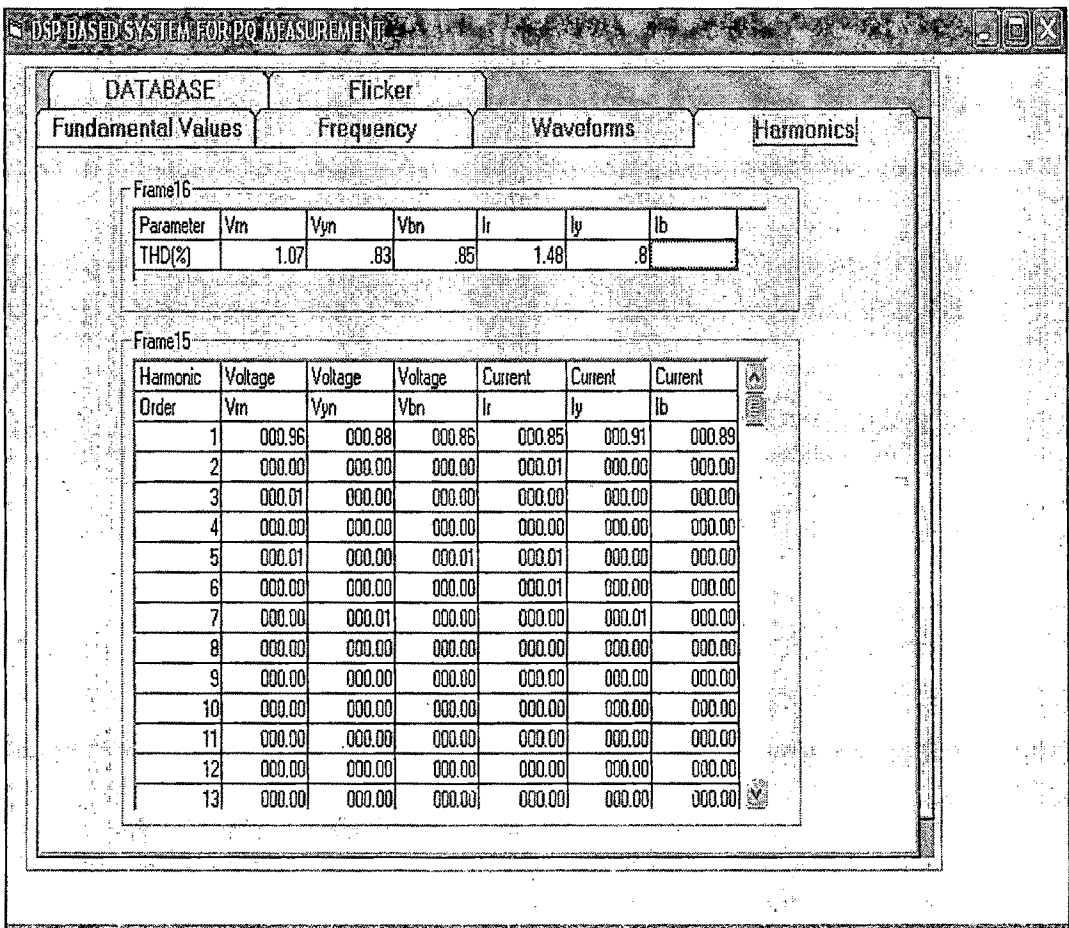 DSP BASED SYSTEM FOR PQ MEASUREMENT
DATABASE Flicker
Fundamental Values Frequency Waveforms Harmonics
Frame16
Parameter Vrn Vyn Vbn Ir Iy Ib
THD(%) 1.07 .83 .85 1.48 .8 .
Frame15
Harmonic Voltage Voltage Voltage Current Current Current
Order Vrn Vyn Vbn Ir Iy Ib
1 000.96 000.88 000.86 000.85 000.91 000.89
2 000.00 000.00 000.00 000.01 000.00 000.00
3 000.01 000.00 000.00 000.00 000.00 000.00
4 000.00 000.00 000.00 000.00 000.00 000.00
5 000.01 000.00 000.01 000.01 000.00 000.00
6 000.00 000.00 000.00 000.01 000.00 000.00
7 000.00 000.01 000.00 000.00 000.01 000.00
8 000.00 000.00 000.00 000.00 000.00 000.00
9 000.00 000.00 000.00 000.00 000.00 000.00
10 000.00 000.00 000.00 000.00 000.00 000.00
11 000.00 000.00 000.00 000.00 000.00 000.00
12 000.00 000.00 000.00 000.00 000.00 000.00
13 000.00 000.00 000.00 000.00 000.00 000.00